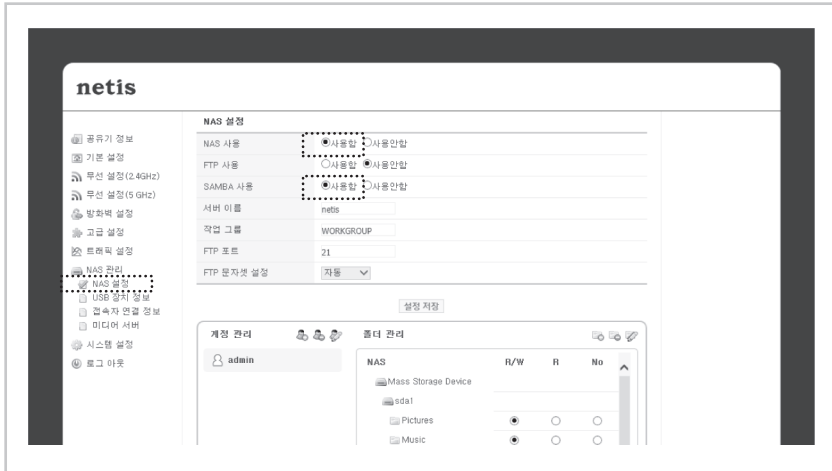 netis
공유기 정보
기본 설정
무선 설정(2.4GHz)
무선 설정(5 GHz)
방화벽 설정
고급 설정
트래픽 설정
NAS 관리
NAS 설정
USB 장치 정보
접속자 연결 정보
미디어 서버
시스템 설정
로그 아웃
NAS 설정
NAS 사용 사용함 사용안함
FTP 사용 사용함 사용안함
SAMBA 사용 사용함 사용안함
서버 이름 netis
작업 그룹 WORKGROUP
FTP 포트 21
FTP 문자셋 설정 자동
설정 저장
계정 관리
admin
폴더 관리
NAS R/W R No
Mass Storage Device
sda1
Pictures
Music